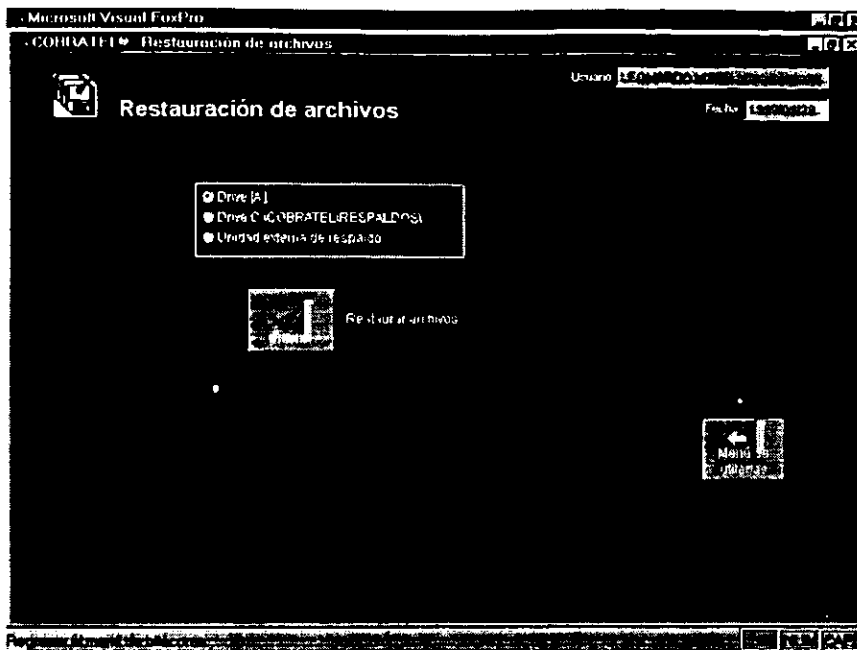 Microsoft Visual FoxPro
COBRATEL Restauración de archivos
Usuario
Restauración de archivos
Fecha
Drive [A]
Drive C:\COBRATEL\RESPALDOS\
Unidad externa de respaldo
Restaurar archivos
Menú de
utilerías
NUM